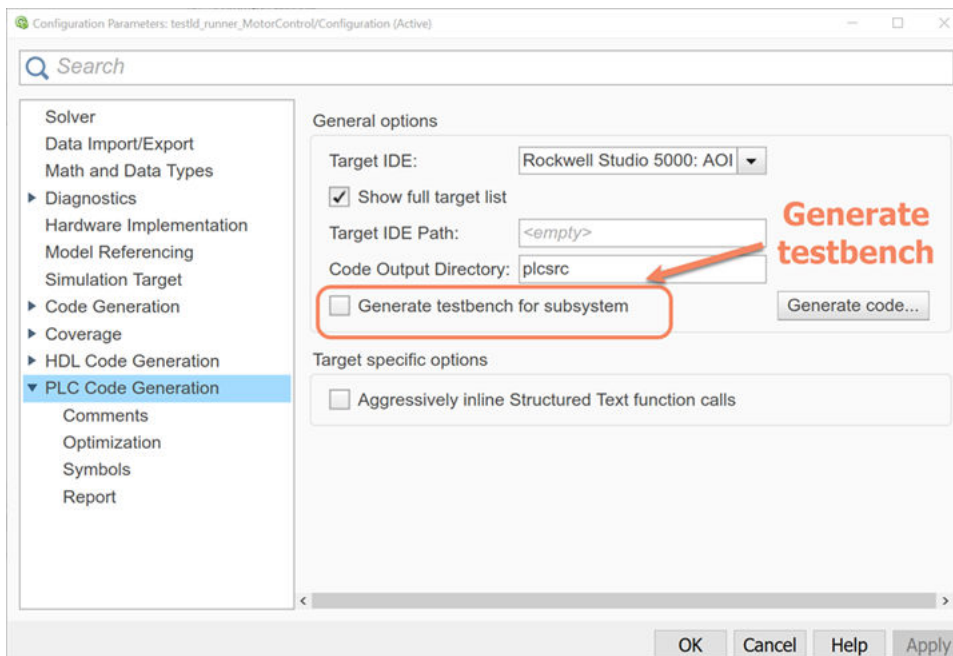 Configuration Parameters: testld_runner_MotorControl/Configuration (Active)
Search
Solver
Data Import/Export
Math and Data Types
Diagnostics
Hardware Implementation
Model Referencing
Simulation Target
Code Generation
Coverage
HDL Code Generation
PLC Code Generation
Comments
Optimization
Symbols
Report
General options
Target IDE: Rockwell Studio 5000: AOI
Show full target list
Target IDE Path: <empty>
Code Output Directory: plcsrc
Generate testbench for subsystem
Generate code...
Generate
testbench
Target specific options
Aggressively inline Structured Text function calls
OK Cancel Help Apply